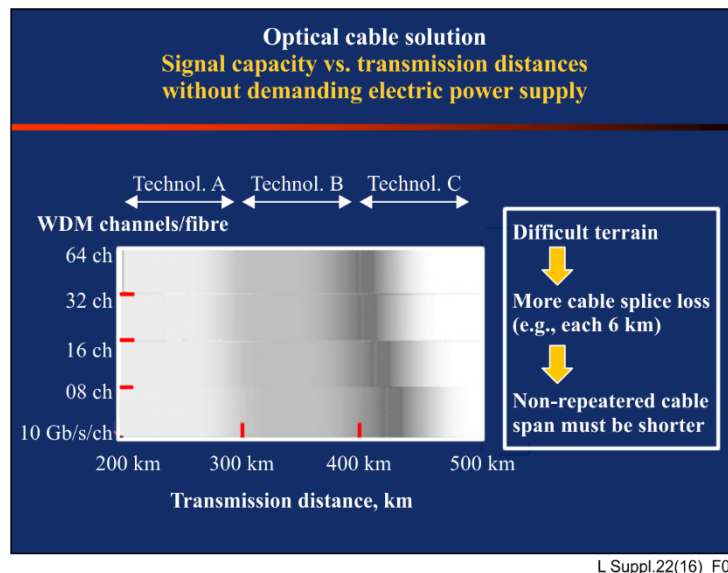 Optical cable solution
Signal capacity vs. transmission distances
without demanding electric power supply
Technol. A
Technol. B
Technol. C
WDM channels/fibre
64 ch
32 ch
16 ch
08 ch
10 Gb/s/ch
200 km
300 km
400 km
500 km
Transmission distance, km
Difficult terrain
More cable splice loss
(e.g., each 6 km)
Non-repeatered cable
span must be shorter
L Suppl.22(16)